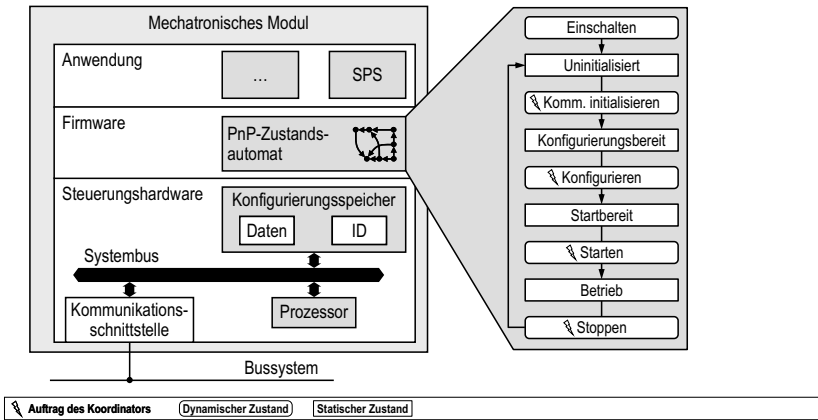 Mechatronisches Modul
Anwendung
...
SPS
Firmware
PnP-Zustands-
automat
Steuerungshardware
Konfigurierungsspeicher
Daten
ID
Systembus
Kommunikations-
schnittstelle
Prozessor
Bussystem
Einschalten
Uninitialisiert
Komm. initialisieren
Konfigurierungsbereit
Konfigurieren
Startbereit
Starten
Betrieb
Stoppen
Auftrag des Koordinators
Dynamischer Zustand
Statischer Zustand